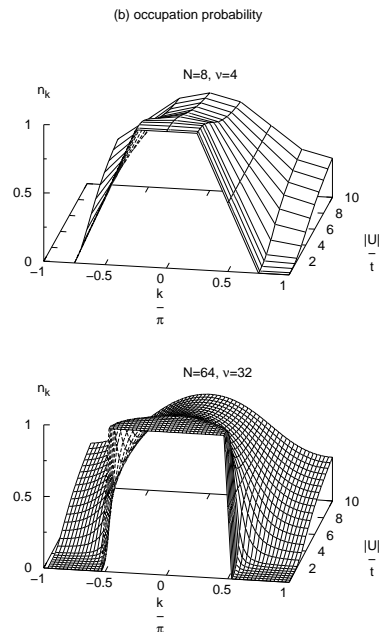 (b) occupation probability
N=8, ν=4
n_k
1
0.5
0
−1
−0.5
0
0.5
1
k
π
2
4
6
8
10
|U|
t
N=64, ν=32
n_k
1
0.5
0
−1
−0.5
0
0.5
1
k
π
2
4
6
8
10
|U|
t